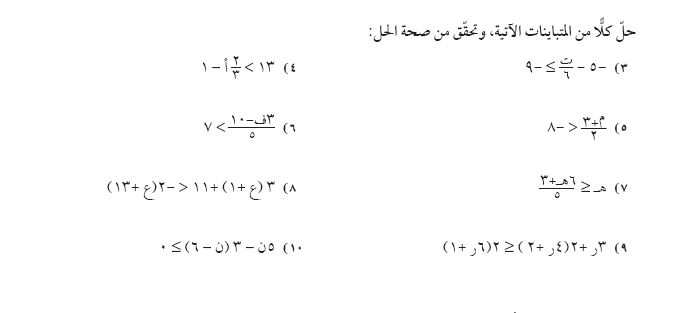 حلّ كلًّا من المتباينات الآتية، وتحقّق من صحة الحل:
٣) -٥ - ت/٦ ≥ -٩
٤) ١٣ > ٢/٣ أ - ١
٥) م+٣/٢ < -٨
٦) ٣ف-١٠/٥ > ٧
٧) هـ ≤ ٦هـ+٣/٥
٨) ٣(ع +١)+١١ < -٢(ع +١٣)
٩) ٣ر +٢(٤ر +٢) ≤ ٢(٦ر +١)
١٠) ٥ن - ٣(ن - ٦) ≥ ٠